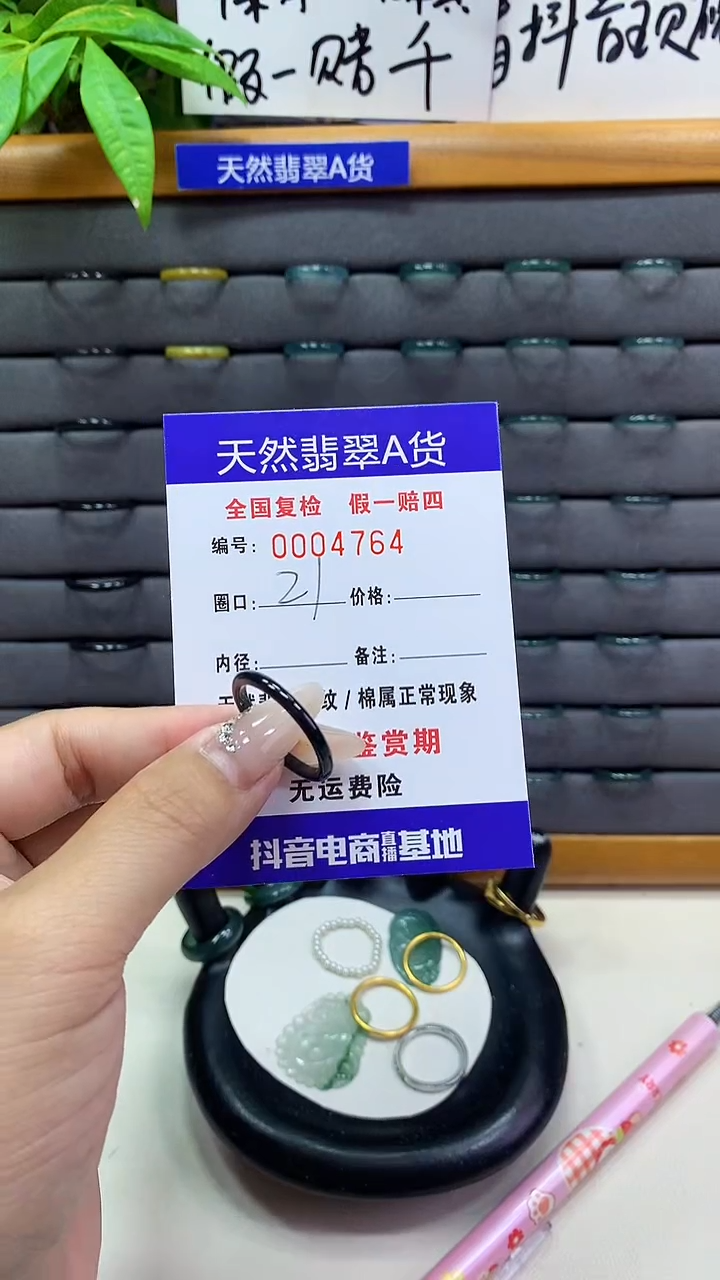 假一赔千
抖音
天然翡翠A货
天然翡翠A货
全国复检 假一赔四
编号: 0004764
圈口: 21 价格:
内径: 备注:
纹/棉属正常现象
鉴赏期
无运费险
抖音电商直播基地